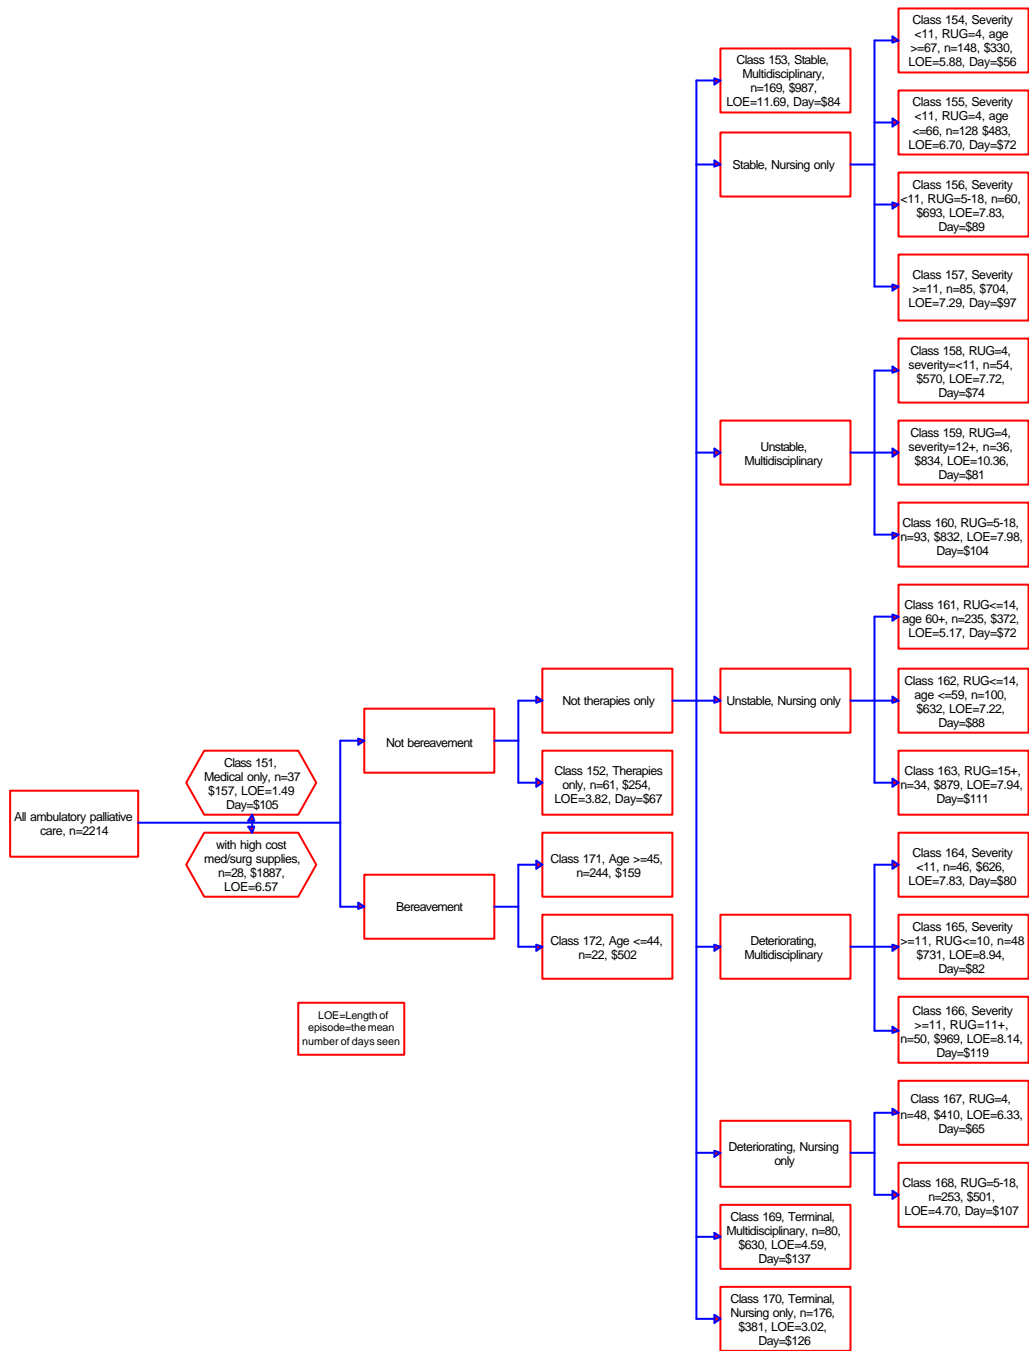 All ambulatory palliative
care, n=2214
Class 151,
Medical only, n=37
$157, LOE=1.49
Day=$105
with high cost
med/surg supplies,
n=28, $1887,
LOE=6.57
LOE=Length of
episode=the mean
number of days seen
Not bereavement
Bereavement
Not therapies only
Class 152, Therapies
only, n=61, $254,
LOE=3.82, Day=$67
Class 171, Age >=45,
n=244, $159
Class 172, Age <=44,
n=22, $502
Class 153, Stable,
Multidisciplinary,
n=169, $987,
LOE=11.69, Day=$84
Stable, Nursing only
Unstable,
Multidisciplinary
Unstable, Nursing only
Deteriorating,
Multidisciplinary
Deteriorating, Nursing
only
Class 169, Terminal,
Multidisciplinary, n=80,
$630, LOE=4.59,
Day=$137
Class 170, Terminal,
Nursing only, n=176,
$381, LOE=3.02,
Day=$126
Class 154, Severity
<11, RUG=4, age
>=67, n=148, $330,
LOE=5.88, Day=$56
Class 155, Severity
<11, RUG=4, age
<=66, n=128 $483,
LOE=6.70, Day=$72
Class 156, Severity
<11, RUG=5-18, n=60,
$693, LOE=7.83,
Day=$89
Class 157, Severity
>=11, n=85, $704,
LOE=7.29, Day=$97
Class 158, RUG=4,
severity=<11, n=54,
$570, LOE=7.72,
Day=$74
Class 159, RUG=4,
severity=12+, n=36,
$834, LOE=10.36,
Day=$81
Class 160, RUG=5-18,
n=93, $832, LOE=7.98,
Day=$104
Class 161, RUG<=14,
age 60+, n=235, $372,
LOE=5.17, Day=$72
Class 162, RUG<=14,
age <=59, n=100,
$632, LOE=7.22,
Day=$88
Class 163, RUG=15+,
n=34, $879, LOE=7.94,
Day=$111
Class 164, Severity
<11, n=46, $626,
LOE=7.83, Day=$80
Class 165, Severity
>=11, RUG<=10, n=48
$731, LOE=8.94,
Day=$82
Class 166, Severity
>=11, RUG=11+,
n=50, $969, LOE=8.14,
Day=$119
Class 167, RUG=4,
n=48, $410, LOE=6.33,
Day=$65
Class 168, RUG=5-18,
n=253, $501,
LOE=4.70, Day=$107